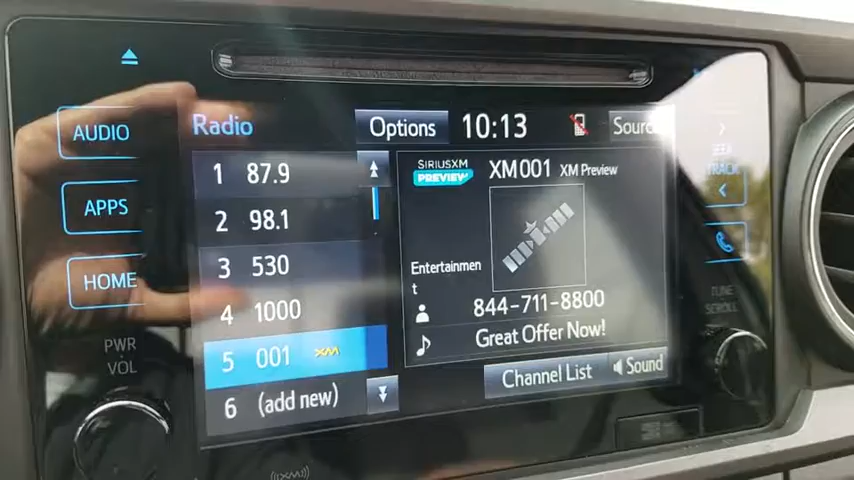 AUDIO
APPS
HOME
PWR
VOL
Radio
Options
10:13
Sourc
1 87.9
2 98.1
3 530
4 1000
5 001 XM
6 (add new)
SIRIUSXM
PREVIEW
XM001 XM Preview
Entertainmen
t
844-711-8800
Great Offer Now!
Channel List
Sound
SEEK
TRACK
TUNE
SCROLL